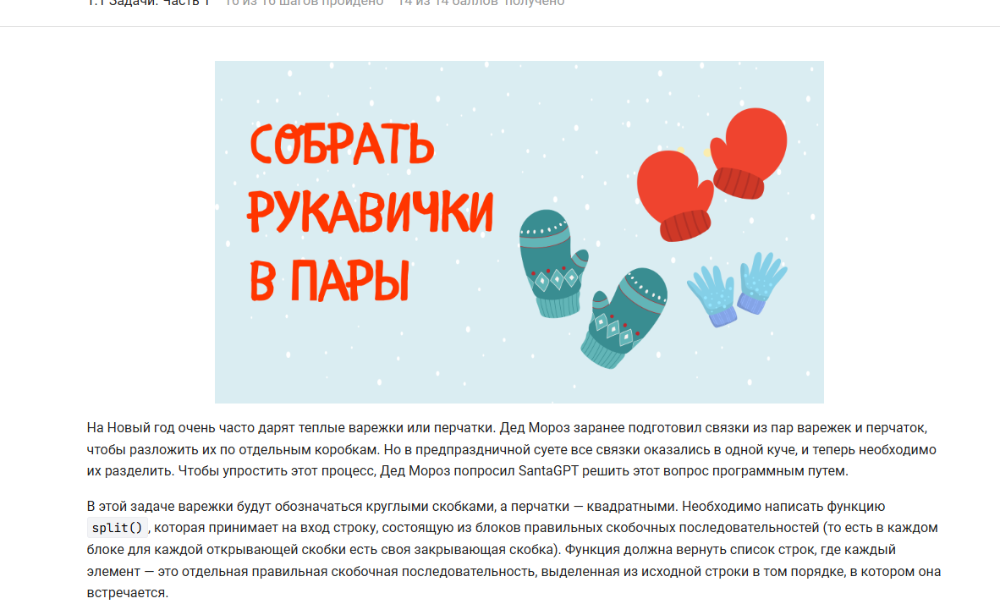 1.1 Задачи. Часть 1 16 из 16 шагов пройдено 14 из 14 баллов получено
СОБРАТЬ
РУКАВИЧКИ
В ПАРЫ
На Новый год очень часто дарят теплые варежки или перчатки. Дед Мороз заранее подготовил связки из пар варежек и перчаток,
чтобы разложить их по отдельным коробкам. Но в предпраздничной суете все связки оказались в одной куче, и теперь необходимо
их разделить. Чтобы упростить этот процесс, Дед Мороз попросил SantaGPT решить этот вопрос программным путем.
В этой задаче варежки будут обозначаться круглыми скобками, а перчатки — квадратными. Необходимо написать функцию
split(), которая принимает на вход строку, состоящую из блоков правильных скобочных последовательностей (то есть в каждом
блоке для каждой открывающей скобки есть своя закрывающая скобка). Функция должна вернуть список строк, где каждый
элемент — это отдельная правильная скобочная последовательность, выделенная из исходной строки в том порядке, в котором она
встречается.